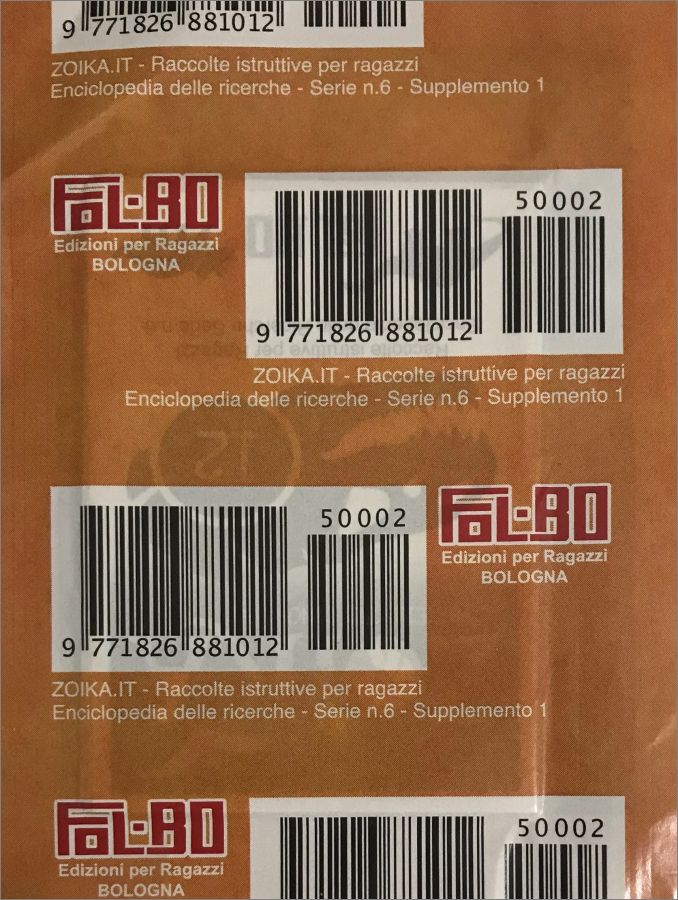 9 771826 881012
ZOIKA.IT - Raccolte istruttive per ragazzi
Enciclopedia delle ricerche - Serie n.6 - Supplemento 1
FOL-BO
Edizioni per Ragazzi
BOLOGNA
50002
9 771826 881012
ZOIKA.IT - Raccolte istruttive per ragazzi
Enciclopedia delle ricerche - Serie n.6 - Supplemento 1
50002
9 771826 881012
FOL-BO
Edizioni per Ragazzi
BOLOGNA
ZOIKA.IT - Raccolte istruttive per ragazzi
Enciclopedia delle ricerche - Serie n.6 - Supplemento 1
FOL-BO
Edizioni per Ragazzi
BOLOGNA
50002